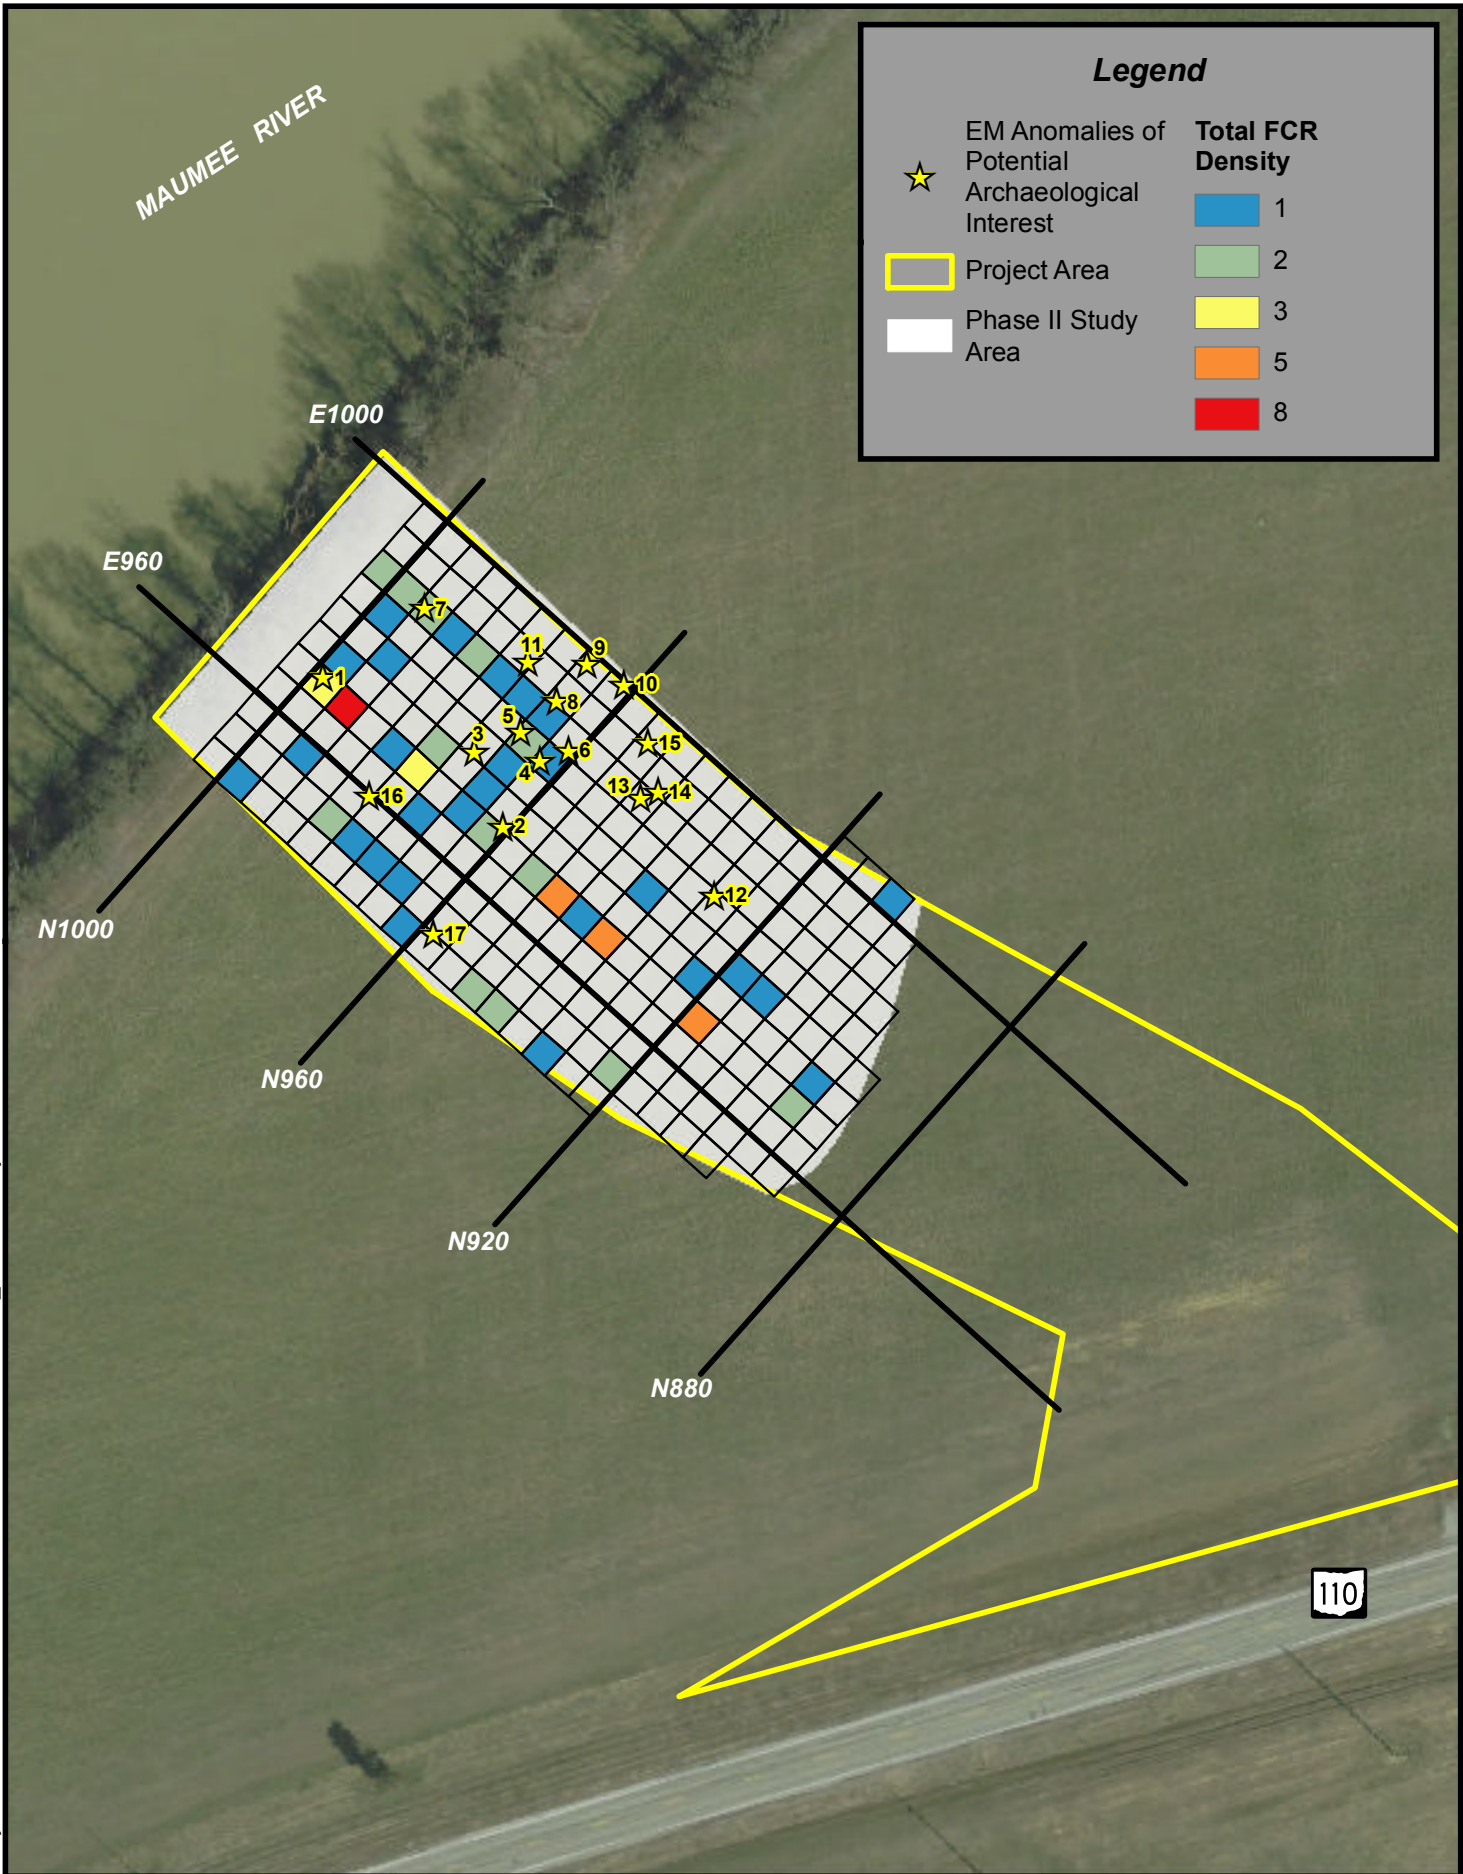 MAUMEE RIVER
Legend
EM Anomalies of
Potential
Archaeological
Interest
Project Area
Phase II Study
Area
Total FCR
Density
1
2
3
5
8
E1000
E960
7
11
9
1
10
8
5
3
6
15
4
13
14
16
2
12
17
N1000
N960
N920
N880
110